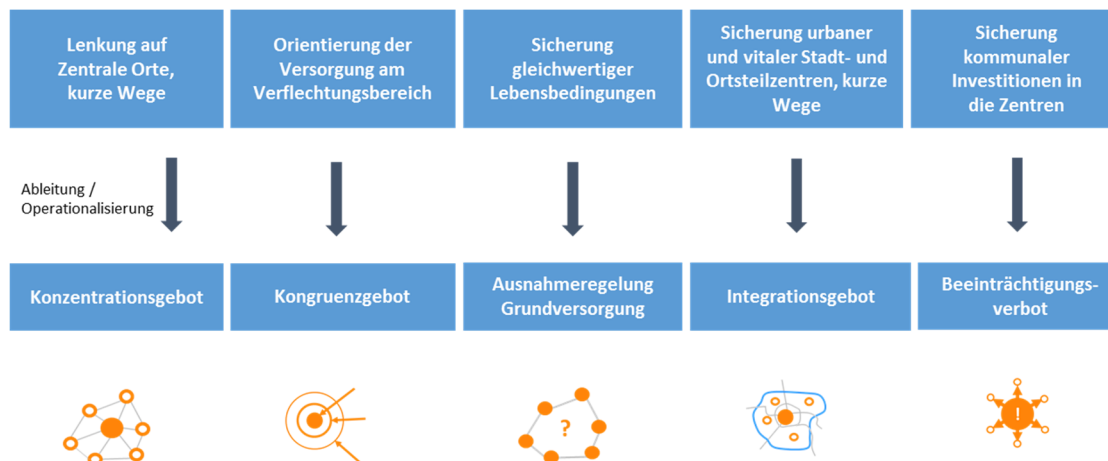 Lenkung auf
Zentrale Orte,
kurze Wege
Orientierung der
Versorgung am
Verflechtungsbereich
Sicherung
gleichwertiger
Lebensbedingungen
Sicherung urbaner
und vitaler Stadt- und
Ortsteilzentren, kurze
Wege
Sicherung
kommunaler
Investitionen in
die Zentren
Ableitung /
Operationalisierung
Konzentrationsgebot
Kongruenzgebot
Ausnahmeregelung
Grundversorgung
Integrationsgebot
Beeinträchtigungs-
verbot
?
!